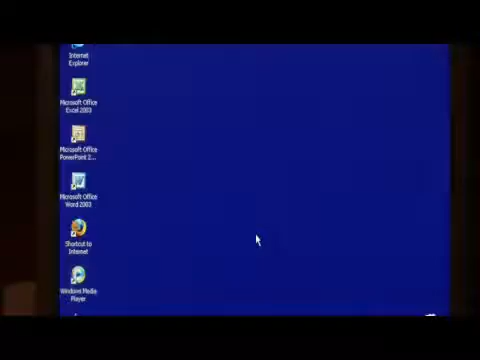 Internet
Explorer
Microsoft Office
Excel 2003
Microsoft Office
PowerPoint 2...
Microsoft Office
Word 2003
Shortcut to
Internet
Windows Media
Player